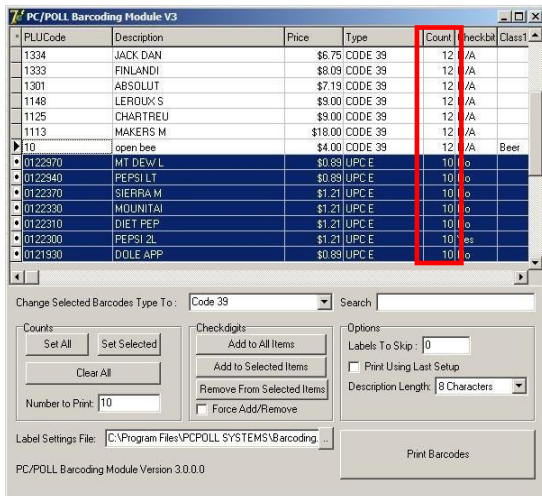 PC/POLL Barcoding Module V3
* PLUCode Description Price Type Count Checkbit Class1
1334 JACK DAN $6.75 CODE 39 12 N/A
1333 FINLANDI $8.09 CODE 39 12 N/A
1301 ABSOLUT $7.19 CODE 39 12 N/A
1148 LEROUX S $9.00 CODE 39 12 N/A
1125 CHARTREU $9.00 CODE 39 12 N/A
1113 MAKERS M $18.00 CODE 39 12 N/A
10 open bee $4.00 CODE 39 12 N/A Beer
0122970 MT DEW L $0.89 UPC E 10 No
0122940 PEPSI LT $0.89 UPC E 10 No
0122370 SIERRA M $1.21 UPC E 10 No
0122330 MOUNITAI $1.21 UPC E 10 No
0122310 DIET PEP $1.21 UPC E 10 No
0122300 PEPSI 2L $1.21 UPC E 10 Yes
0121930 DOLE APP $0.89 UPC E 10 No
Change Selected Barcodes Type To : Code 39 Search
Counts Checkdigits Options
Set All Set Selected Add to All Items Labels To Skip : 0
Clear All Add to Selected Items Print Using Last Setup
Remove From Selected Items Description Length: 8 Characters
Number to Print: 10 Force Add/Remove
Label Settings File: C:\Program Files\PCPOLL SYSTEMS\Barcoding. ..
Print Barcodes
PC/POLL Barcoding Module Version 3.0.0.0